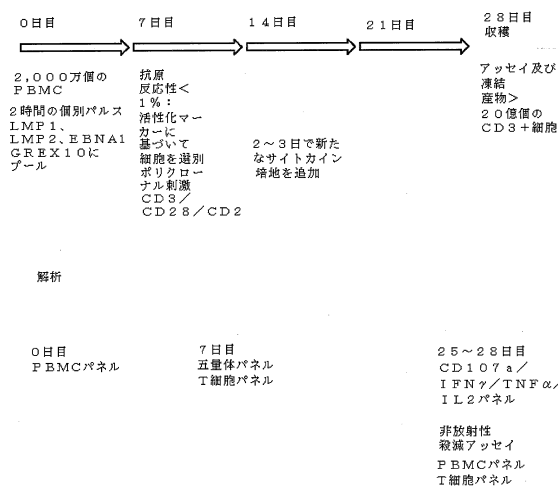 0日目
7日目
14日目
21日目
28日目
収穫
2,000万個の
PBMC
2時間の個別パルス
LMP1、
LMP2、EBNA1
GREX10に
プール
抗原
反応性<
1%:
活性化マー
カーに
基づいて
細胞を選別
ポリクロー
ナル刺激
CD3/
CD28/CD2
2~3日で新た
なサイトカイン
培地を追加
アッセイ及び
凍結
産物>
20億個の
CD3+細胞
解析
0日目
PBMCパネル
7日目
五量体パネル
T細胞パネル
25~28日目
CD107a/
IFNγ/TNFα/
IL2パネル
非放射性
殺滅アッセイ
PBMCパネル
T細胞パネル